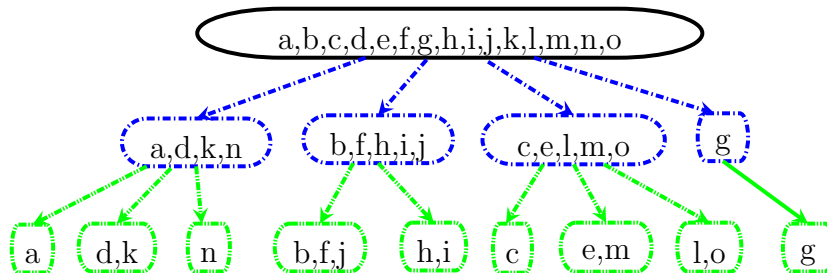 a,b,c,d,e,f,g,h,i,j,k,l,m,n,o
a,d,k,n
b,f,h,i,j
c,e,l,m,o
g
a
d,k
n
b,f,j
h,i
c
e,m
l,o
g